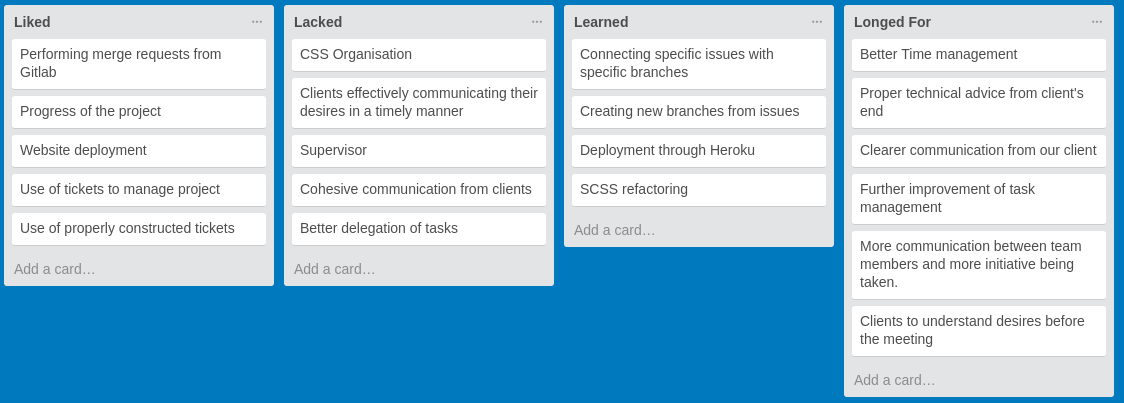 Liked
Performing merge requests from
Gitlab
Progress of the project
Website deployment
Use of tickets to manage project
Use of properly constructed tickets
Add a card…
Lacked
CSS Organisation
Clients effectively communicating their
desires in a timely manner
Supervisor
Cohesive communication from clients
Better delegation of tasks
Add a card…
Learned
Connecting specific issues with
specific branches
Creating new branches from issues
Deployment through Heroku
SCSS refactoring
Add a card…
Longed For
Better Time management
Proper technical advice from client's
end
Clearer communication from our client
Further improvement of task
management
More communication between team
members and more initiative being
taken.
Clients to understand desires before
the meeting
Add a card…